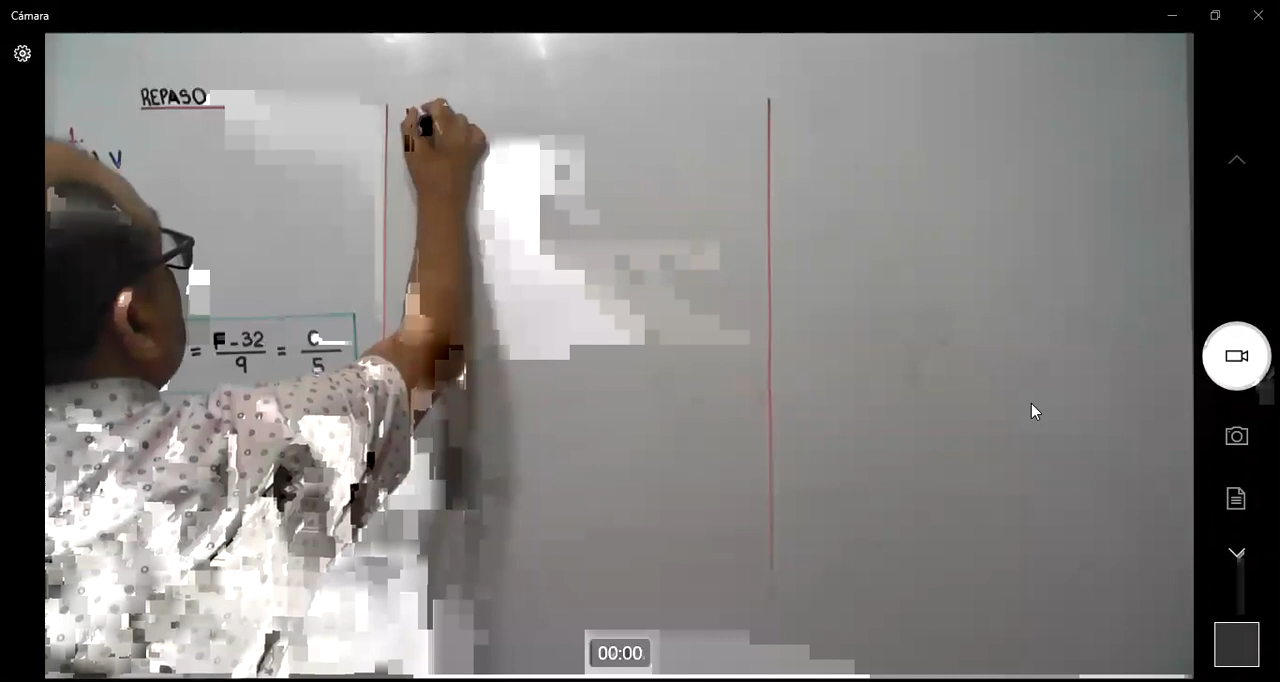 Cámara
REPASO
V
= F-32 = C
9 5
00:00